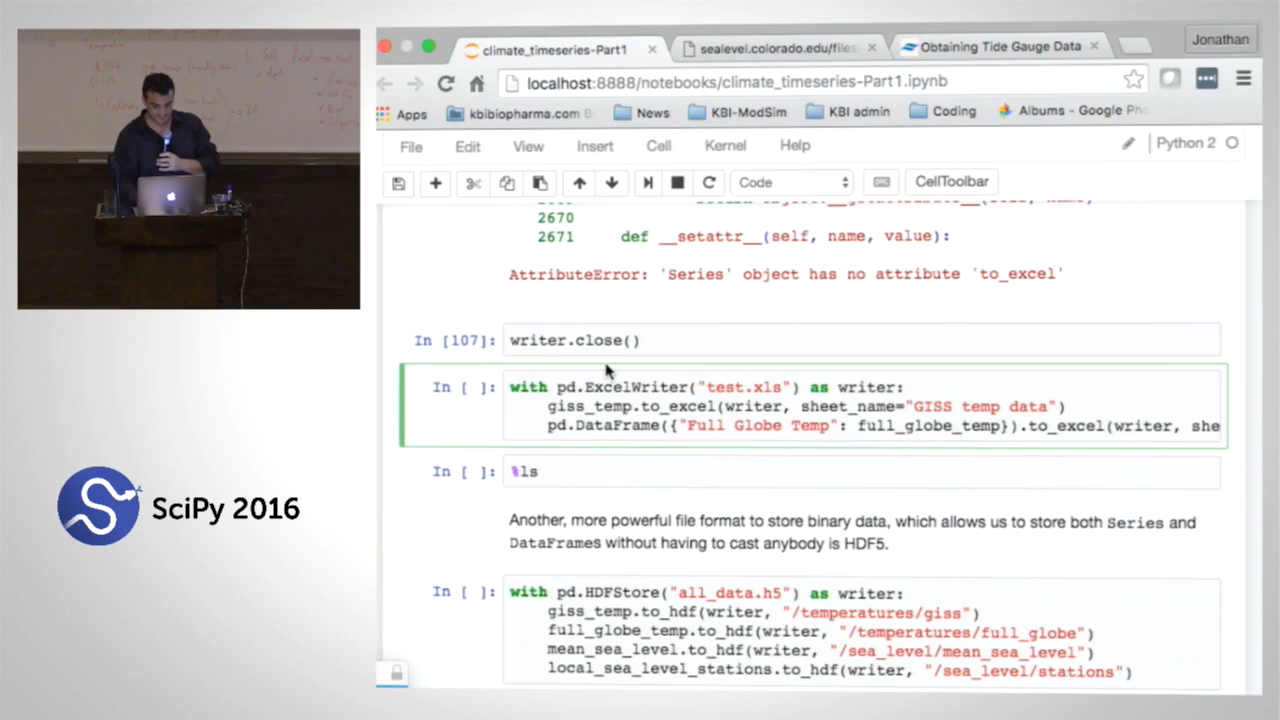 climate_timeseries-Part1
sealevel.colorado.edu/files
Obtaining Tide Gauge Data
Jonathan
localhost:8888/notebooks/climate_timeseries-Part1.ipynb
Apps
kbibiopharma.com
News
KBI-ModSim
KBI admin
Coding
Albums - Google Pho
File Edit View Insert Cell Kernel Help
Python 2
Code
CellToolbar
2670
2671 def __setattr__(self, name, value):
AttributeError: 'Series' object has no attribute 'to_excel'
In [107]: writer.close()
In [ ]: with pd.ExcelWriter("test.xls") as writer:
giss_temp.to_excel(writer, sheet_name="GISS temp data")
pd.DataFrame({"Full Globe Temp": full_globe_temp}).to_excel(writer, she
In [ ]: %ls
Another, more powerful file format to store binary data, which allows us to store both Series and
DataFrames without having to cast anybody is HDF5.
In [ ]: with pd.HDFStore("all_data.h5") as writer:
giss_temp.to_hdf(writer, "/temperatures/giss")
full_globe_temp.to_hdf(writer, "/temperatures/full_globe")
mean_sea_level.to_hdf(writer, "/sea_level/mean_sea_level")
local_sea_level_stations.to_hdf(writer, "/sea_level/stations")
SciPy 2016